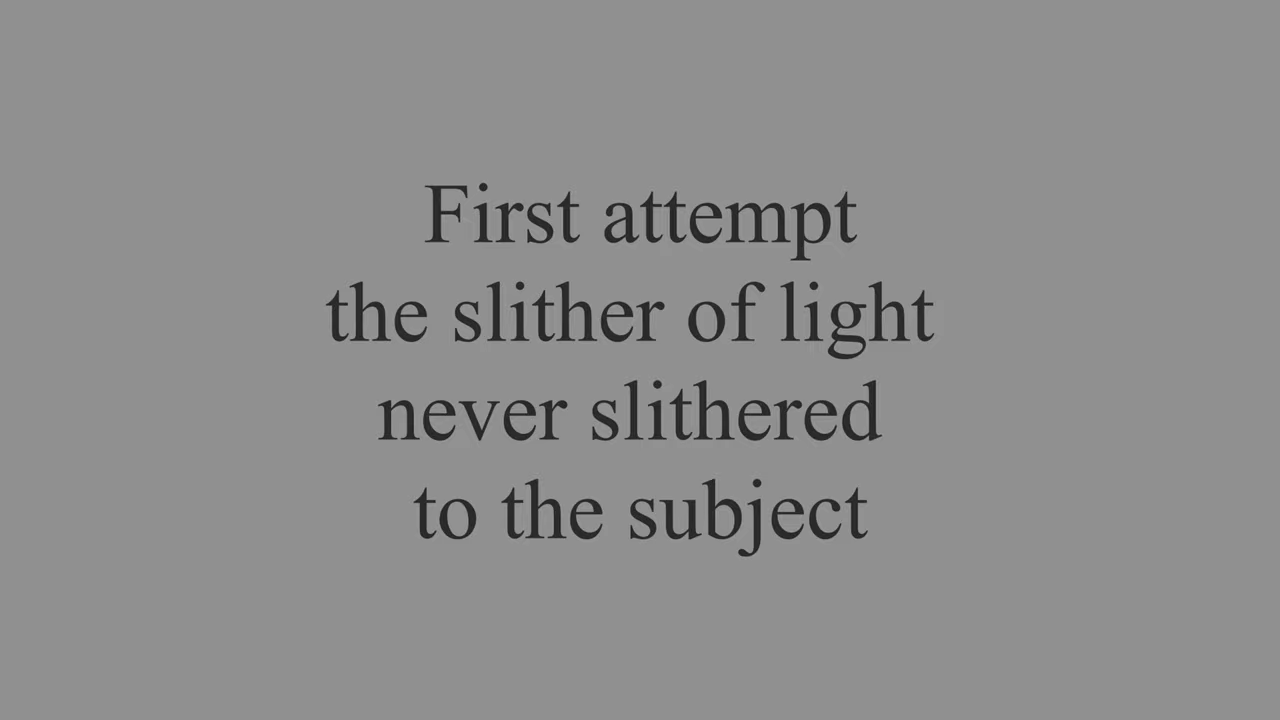 First attempt
the slither of light
never slithered
to the subject